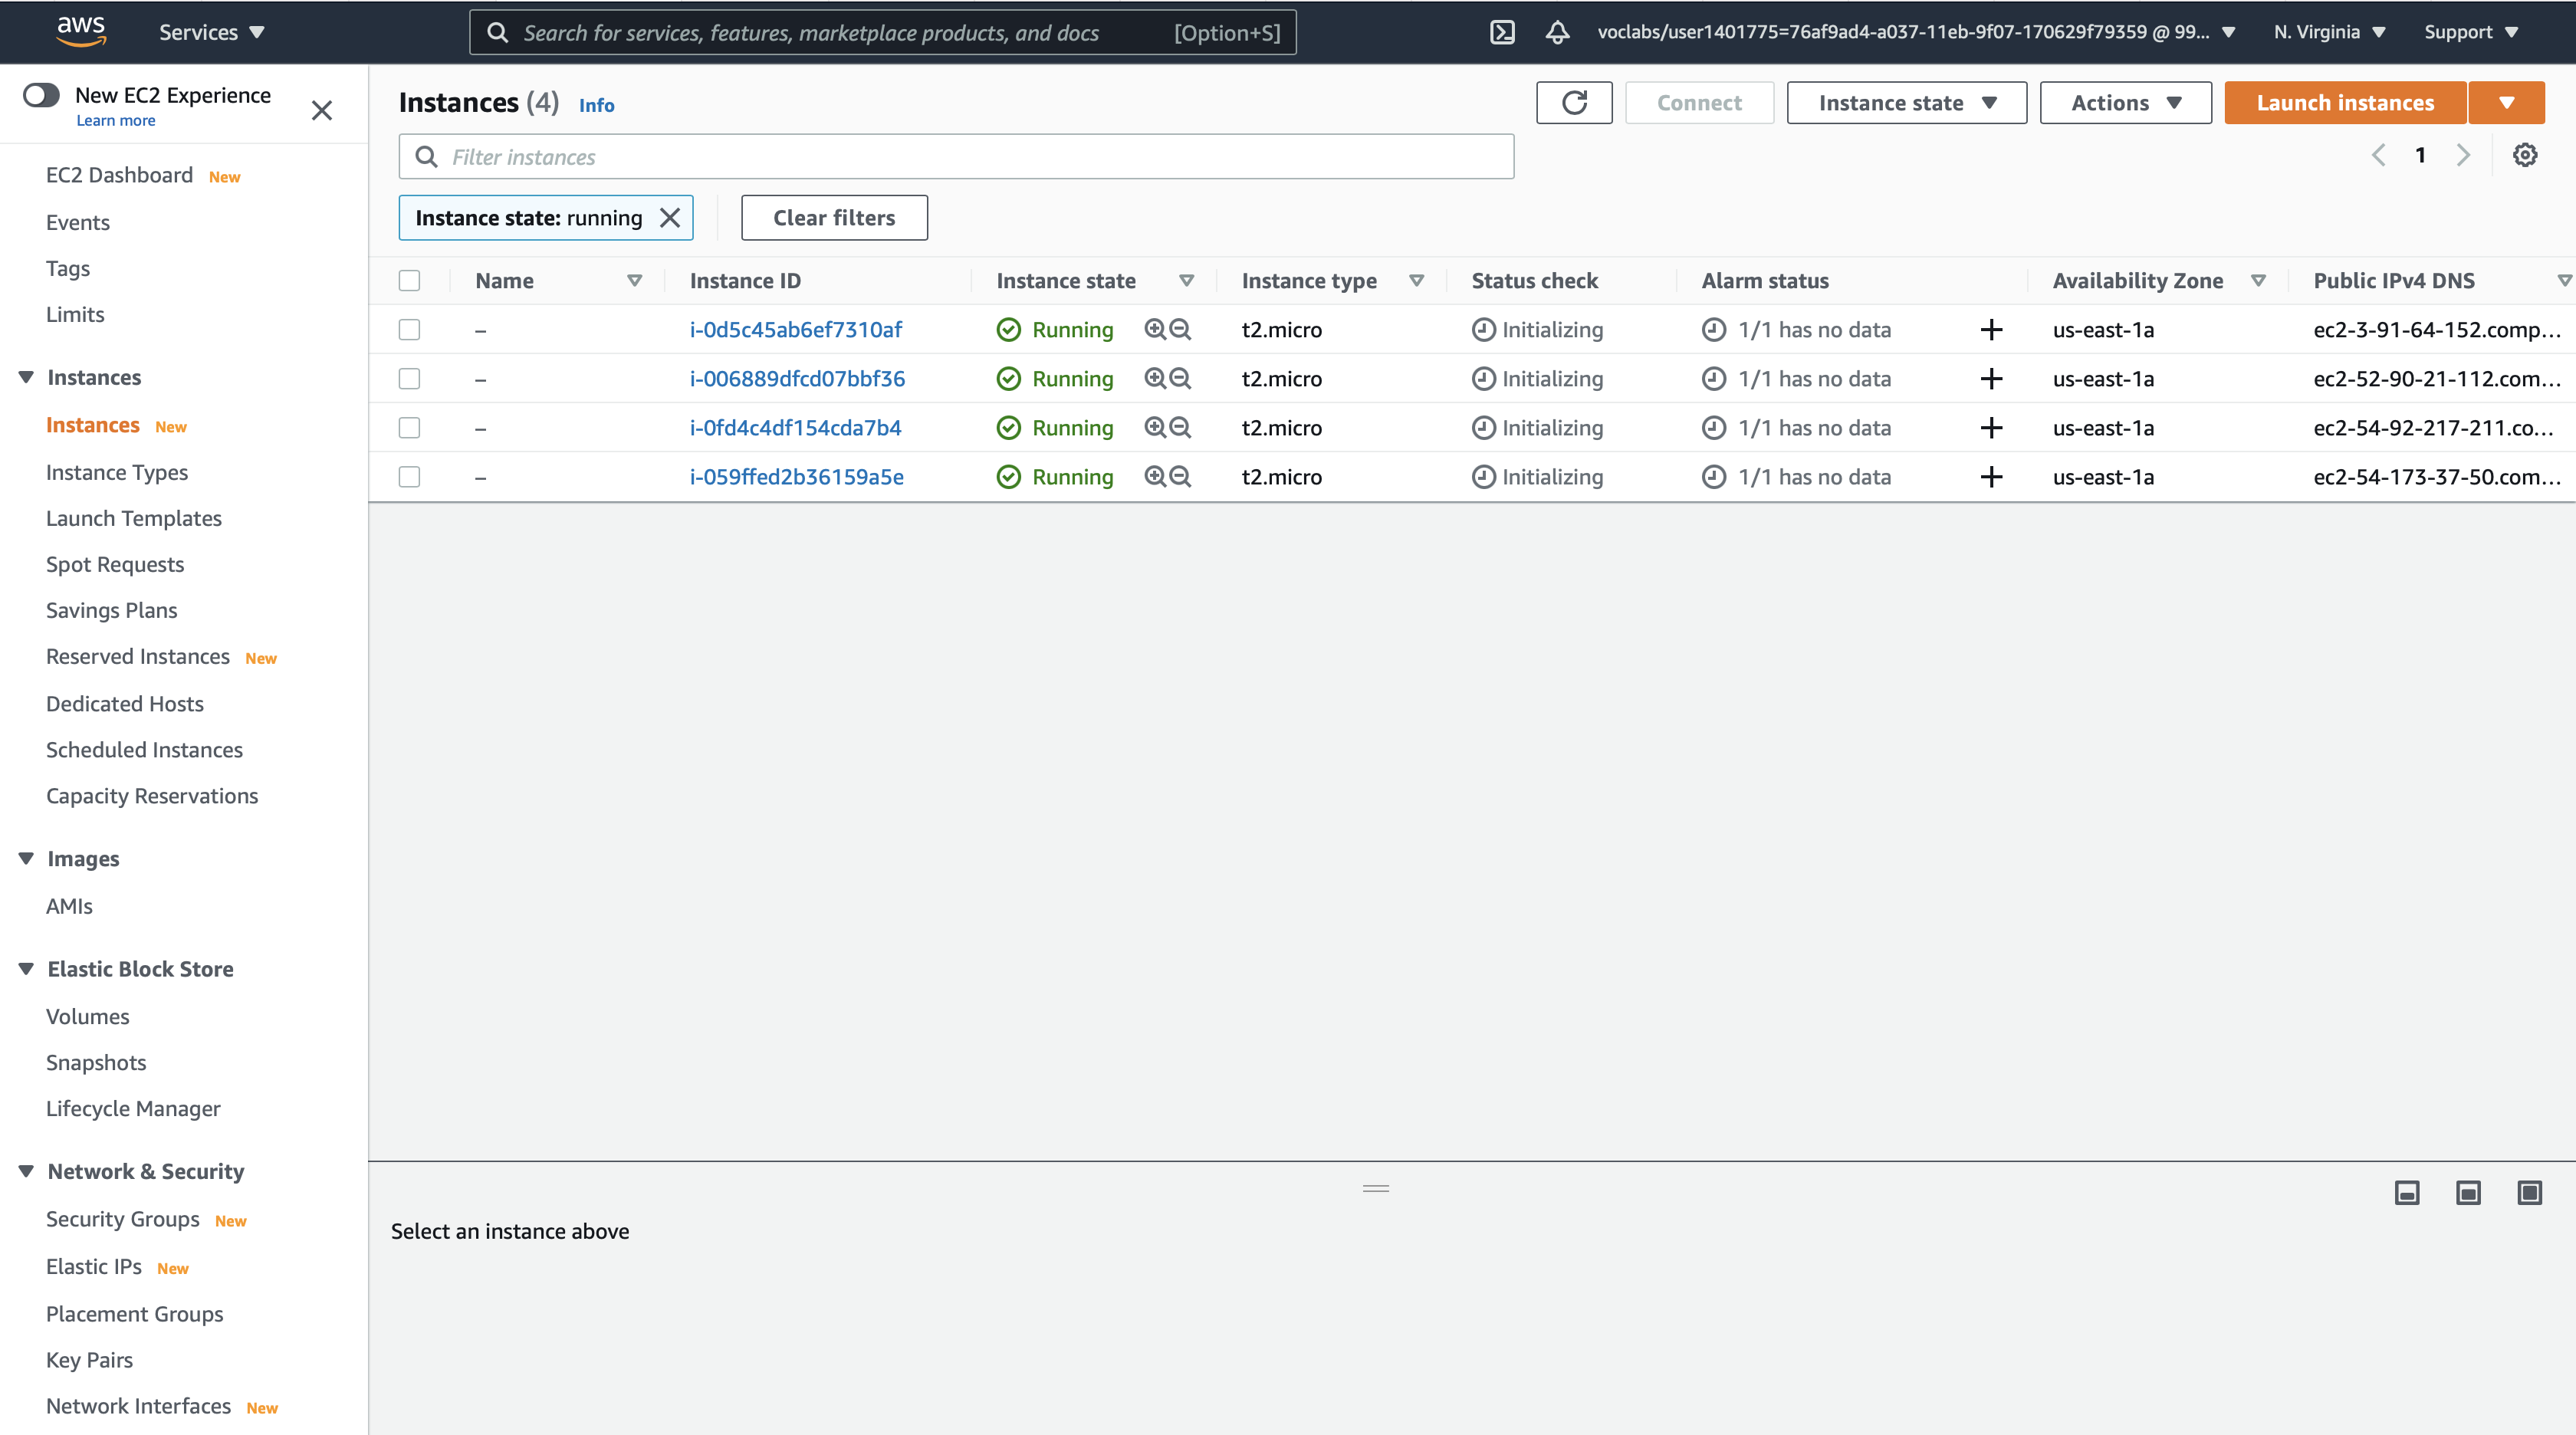 aws Services Search for services, features, marketplace products, and docs [Option+S] voclabs/user1401775=76af9ad4-a037-11eb-9f07-170629f79359 @ 99... N. Virginia Support
New EC2 Experience
Learn more
EC2 Dashboard New
Events
Tags
Limits
Instances
Instances New
Instance Types
Launch Templates
Spot Requests
Savings Plans
Reserved Instances New
Dedicated Hosts
Scheduled Instances
Capacity Reservations
Images
AMIs
Elastic Block Store
Volumes
Snapshots
Lifecycle Manager
Network & Security
Security Groups New
Elastic IPs New
Placement Groups
Key Pairs
Network Interfaces New
Instances (4) Info Connect Instance state Actions Launch instances
Filter instances 1
Instance state: running Clear filters
Name Instance ID Instance state Instance type Status check Alarm status Availability Zone Public IPv4 DNS
– i-0d5c45ab6ef7310af Running t2.micro Initializing 1/1 has no data + us-east-1a ec2-3-91-64-152.comp...
– i-006889dfcd07bbf36 Running t2.micro Initializing 1/1 has no data + us-east-1a ec2-52-90-21-112.com...
– i-0fd4c4df154cda7b4 Running t2.micro Initializing 1/1 has no data + us-east-1a ec2-54-92-217-211.co...
– i-059ffed2b36159a5e Running t2.micro Initializing 1/1 has no data + us-east-1a ec2-54-173-37-50.com...
Select an instance above